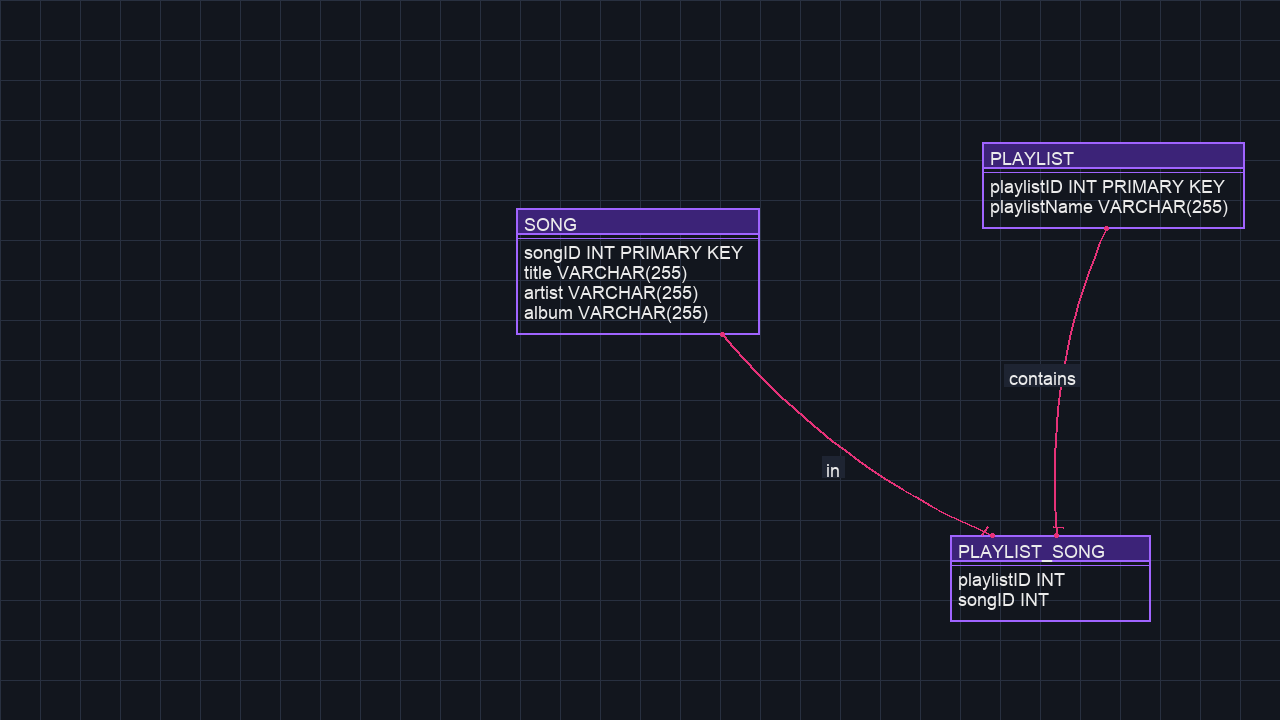 PLAYLIST
playlistID INT PRIMARY KEY
playlistName VARCHAR(255)
SONG
songID INT PRIMARY KEY
title VARCHAR(255)
artist VARCHAR(255)
album VARCHAR(255)
contains
in
PLAYLIST_SONG
playlistID INT
songID INT